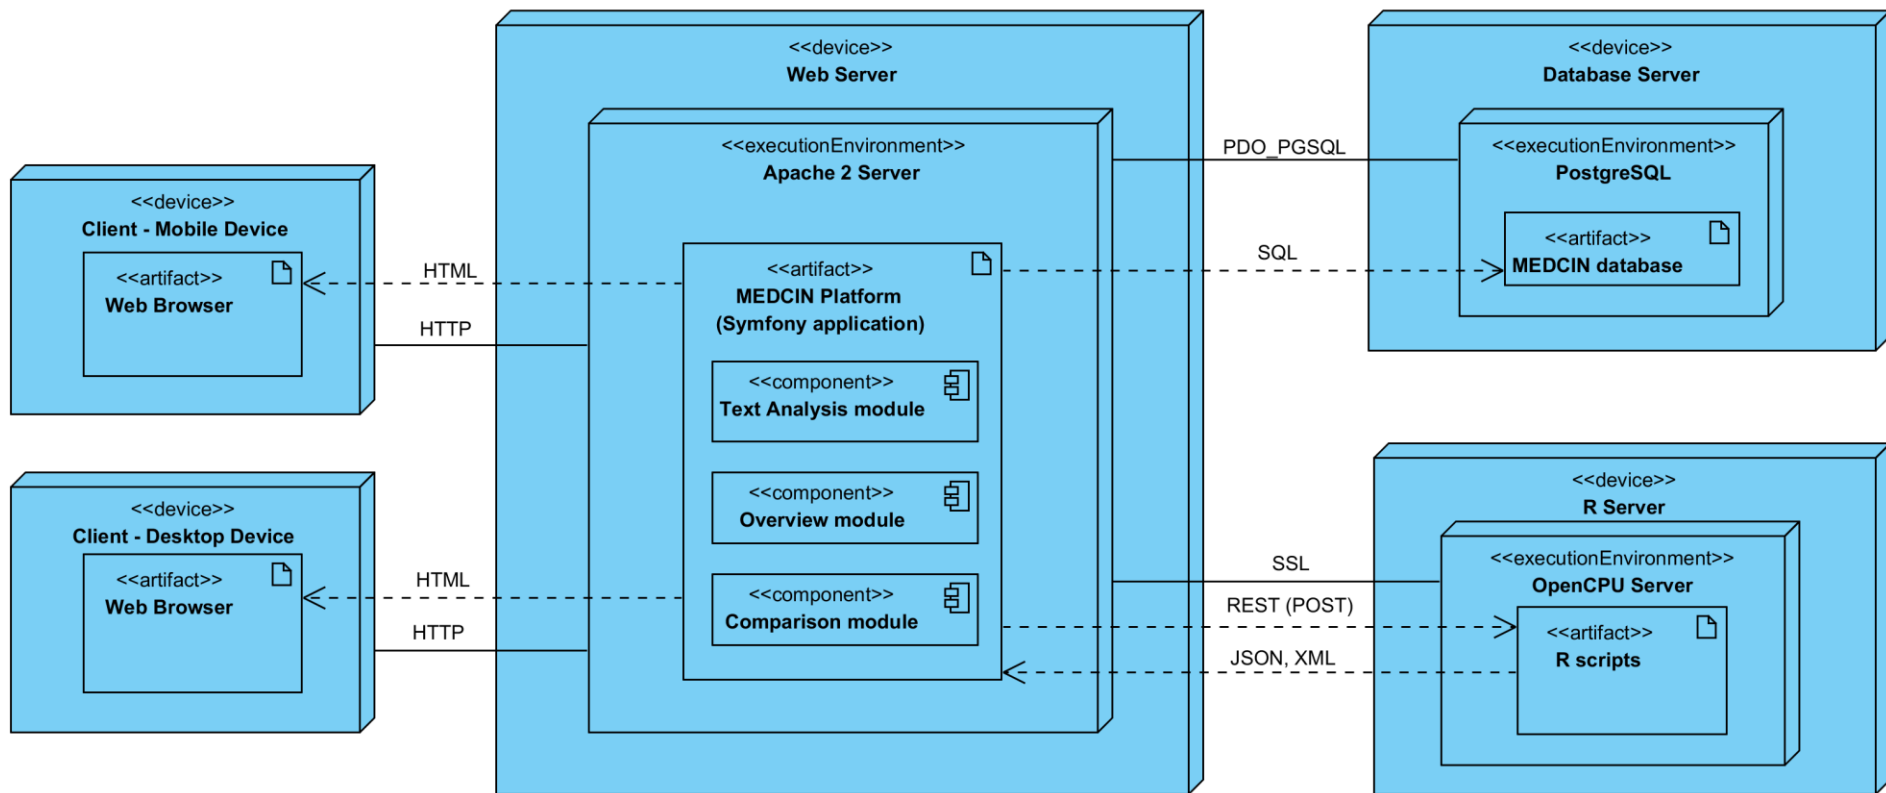 <<device>>
Client - Mobile Device
<<artifact>>
Web Browser
<<device>>
Client - Desktop Device
<<artifact>>
Web Browser
HTML
HTTP
HTML
HTTP
<<device>>
Web Server
<<executionEnvironment>>
Apache 2 Server
<<artifact>>
MEDCIN Platform
(Symfony application)
<<component>>
Text Analysis module
<<component>>
Overview module
<<component>>
Comparison module
PDO_PGSQL
SQL
SSL
REST (POST)
JSON, XML
<<device>>
Database Server
<<executionEnvironment>>
PostgreSQL
<<artifact>>
MEDCIN database
<<device>>
R Server
<<executionEnvironment>>
OpenCPU Server
<<artifact>>
R scripts